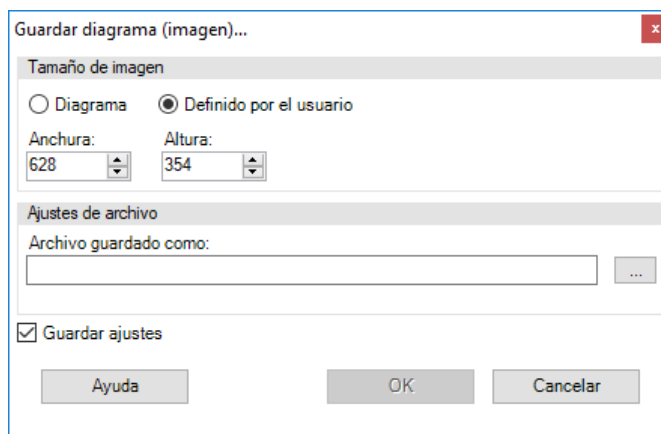 Guardar diagrama (imagen)...
x
Tamaño de imagen
Diagrama
Definido por el usuario
Anchura:
Altura:
628
354
Ajustes de archivo
Archivo guardado como:
...
Guardar ajustes
Ayuda
OK
Cancelar